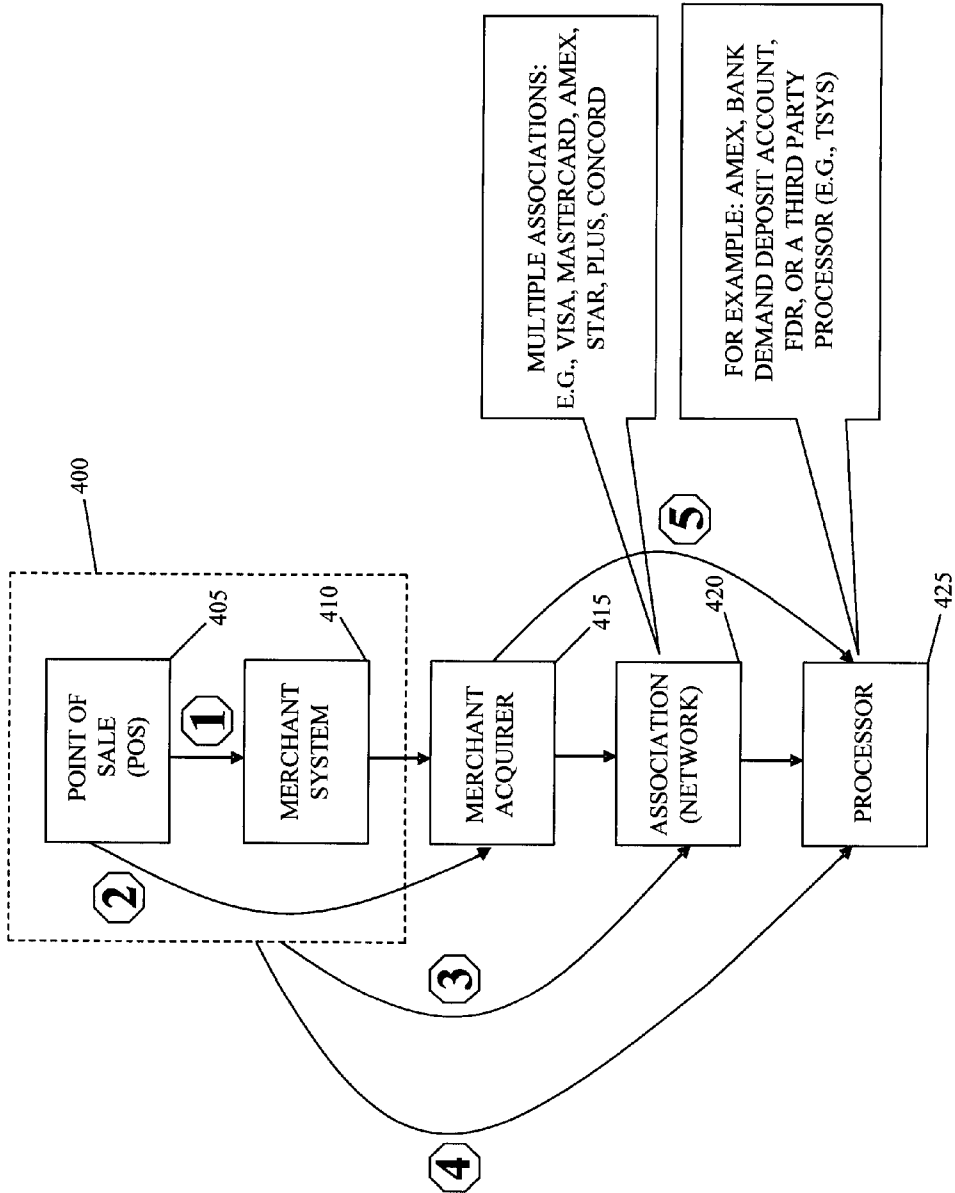 400
POINT OF
SALE
(POS)
405
1
2
MERCHANT
SYSTEM
410
3
4
MERCHANT
ACQUIRER
415
5
ASSOCIATION
(NETWORK)
420
MULTIPLE ASSOCIATIONS:
E.G., VISA, MASTERCARD, AMEX,
STAR, PLUS, CONCORD
PROCESSOR
425
FOR EXAMPLE: AMEX, BANK
DEMAND DEPOSIT ACCOUNT,
FDR, OR A THIRD PARTY
PROCESSOR (E.G., TSYS)